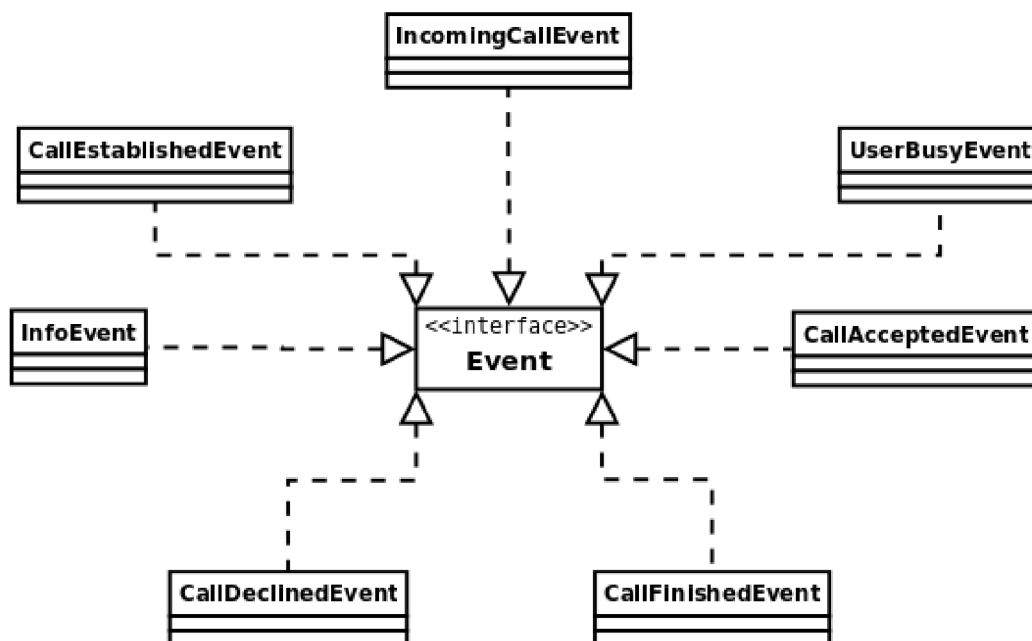 IncomingCallEvent
CallEstablishedEvent
UserBusyEvent
<<interface>>
Event
InfoEvent
CallAcceptedEvent
CallDeclinedEvent
CallFinishedEvent